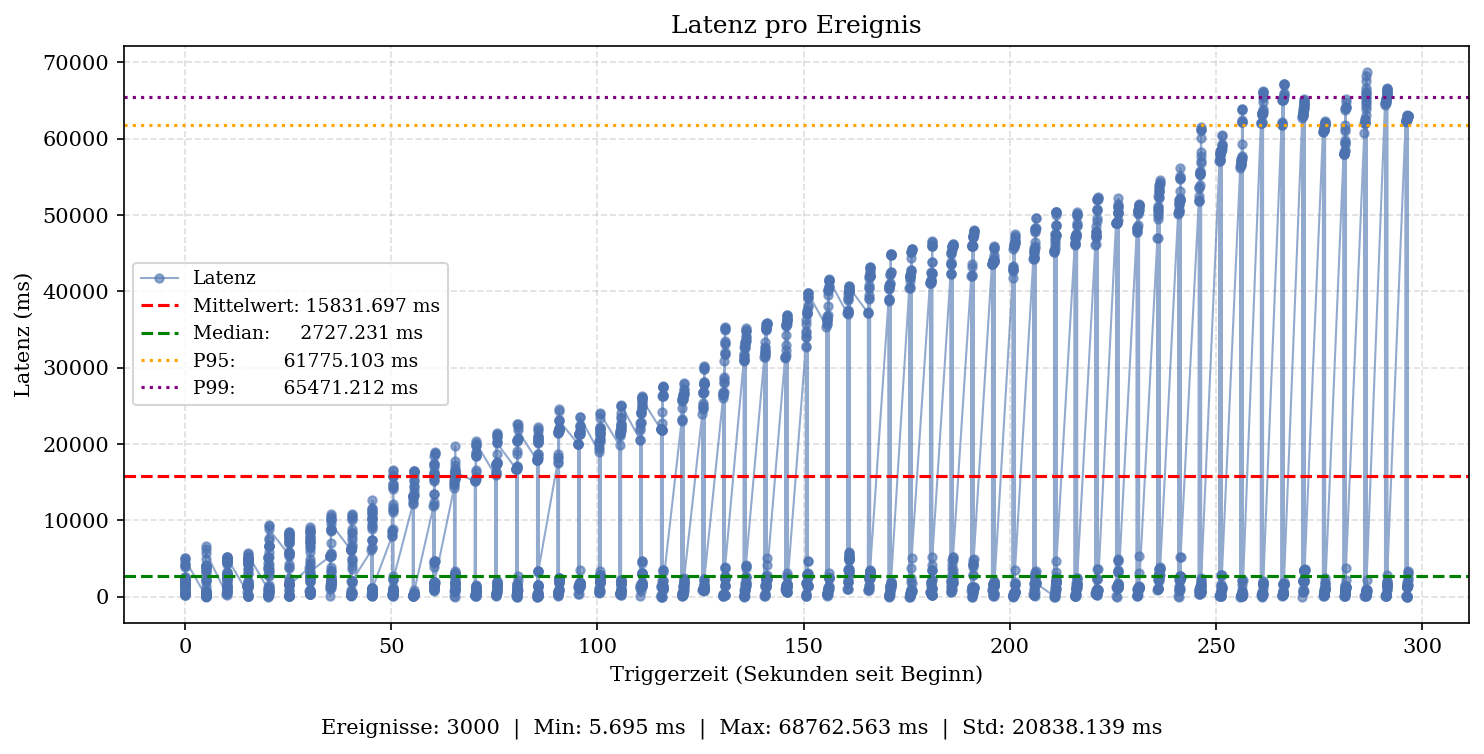 Latenz pro Ereignis
Latenz (ms)
70000
60000
50000
40000
30000
20000
10000
0
Latenz
Mittelwert: 15831.697 ms
Median: 2727.231 ms
P95: 61775.103 ms
P99: 65471.212 ms
0 50 100 150 200 250 300
Triggerzeit (Sekunden seit Beginn)
Ereignisse: 3000 | Min: 5.695 ms | Max: 68762.563 ms | Std: 20838.139 ms